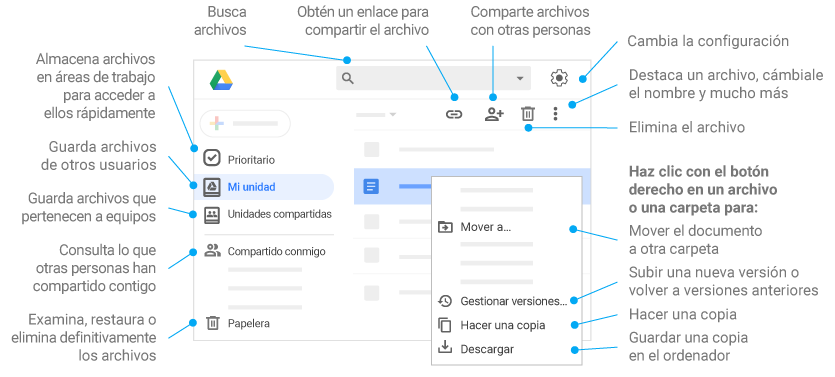 Busca
archivos
Obtén un enlace para
compartir el archivo
Comparte archivos
con otras personas
Cambia la configuración
Destaca un archivo, cámbiale
el nombre y mucho más
Elimina el archivo
Almacena archivos
en áreas de trabajo
para acceder a
ellos rápidamente
Guarda archivos
de otros usuarios
Guarda archivos que
pertenecen a equipos
Consulta lo que
otras personas han
compartido contigo
Examina, restaura o
elimina definitivamente
los archivos
Prioritario
Mi unidad
Unidades compartidas
Compartido conmigo
Papelera
Mover a...
Gestionar versiones...
Hacer una copia
Descargar
Haz clic con el botón
derecho en un archivo
o una carpeta para:
Mover el documento
a otra carpeta
Subir una nueva versión o
volver a versiones anteriores
Hacer una copia
Guardar una copia
en el ordenador